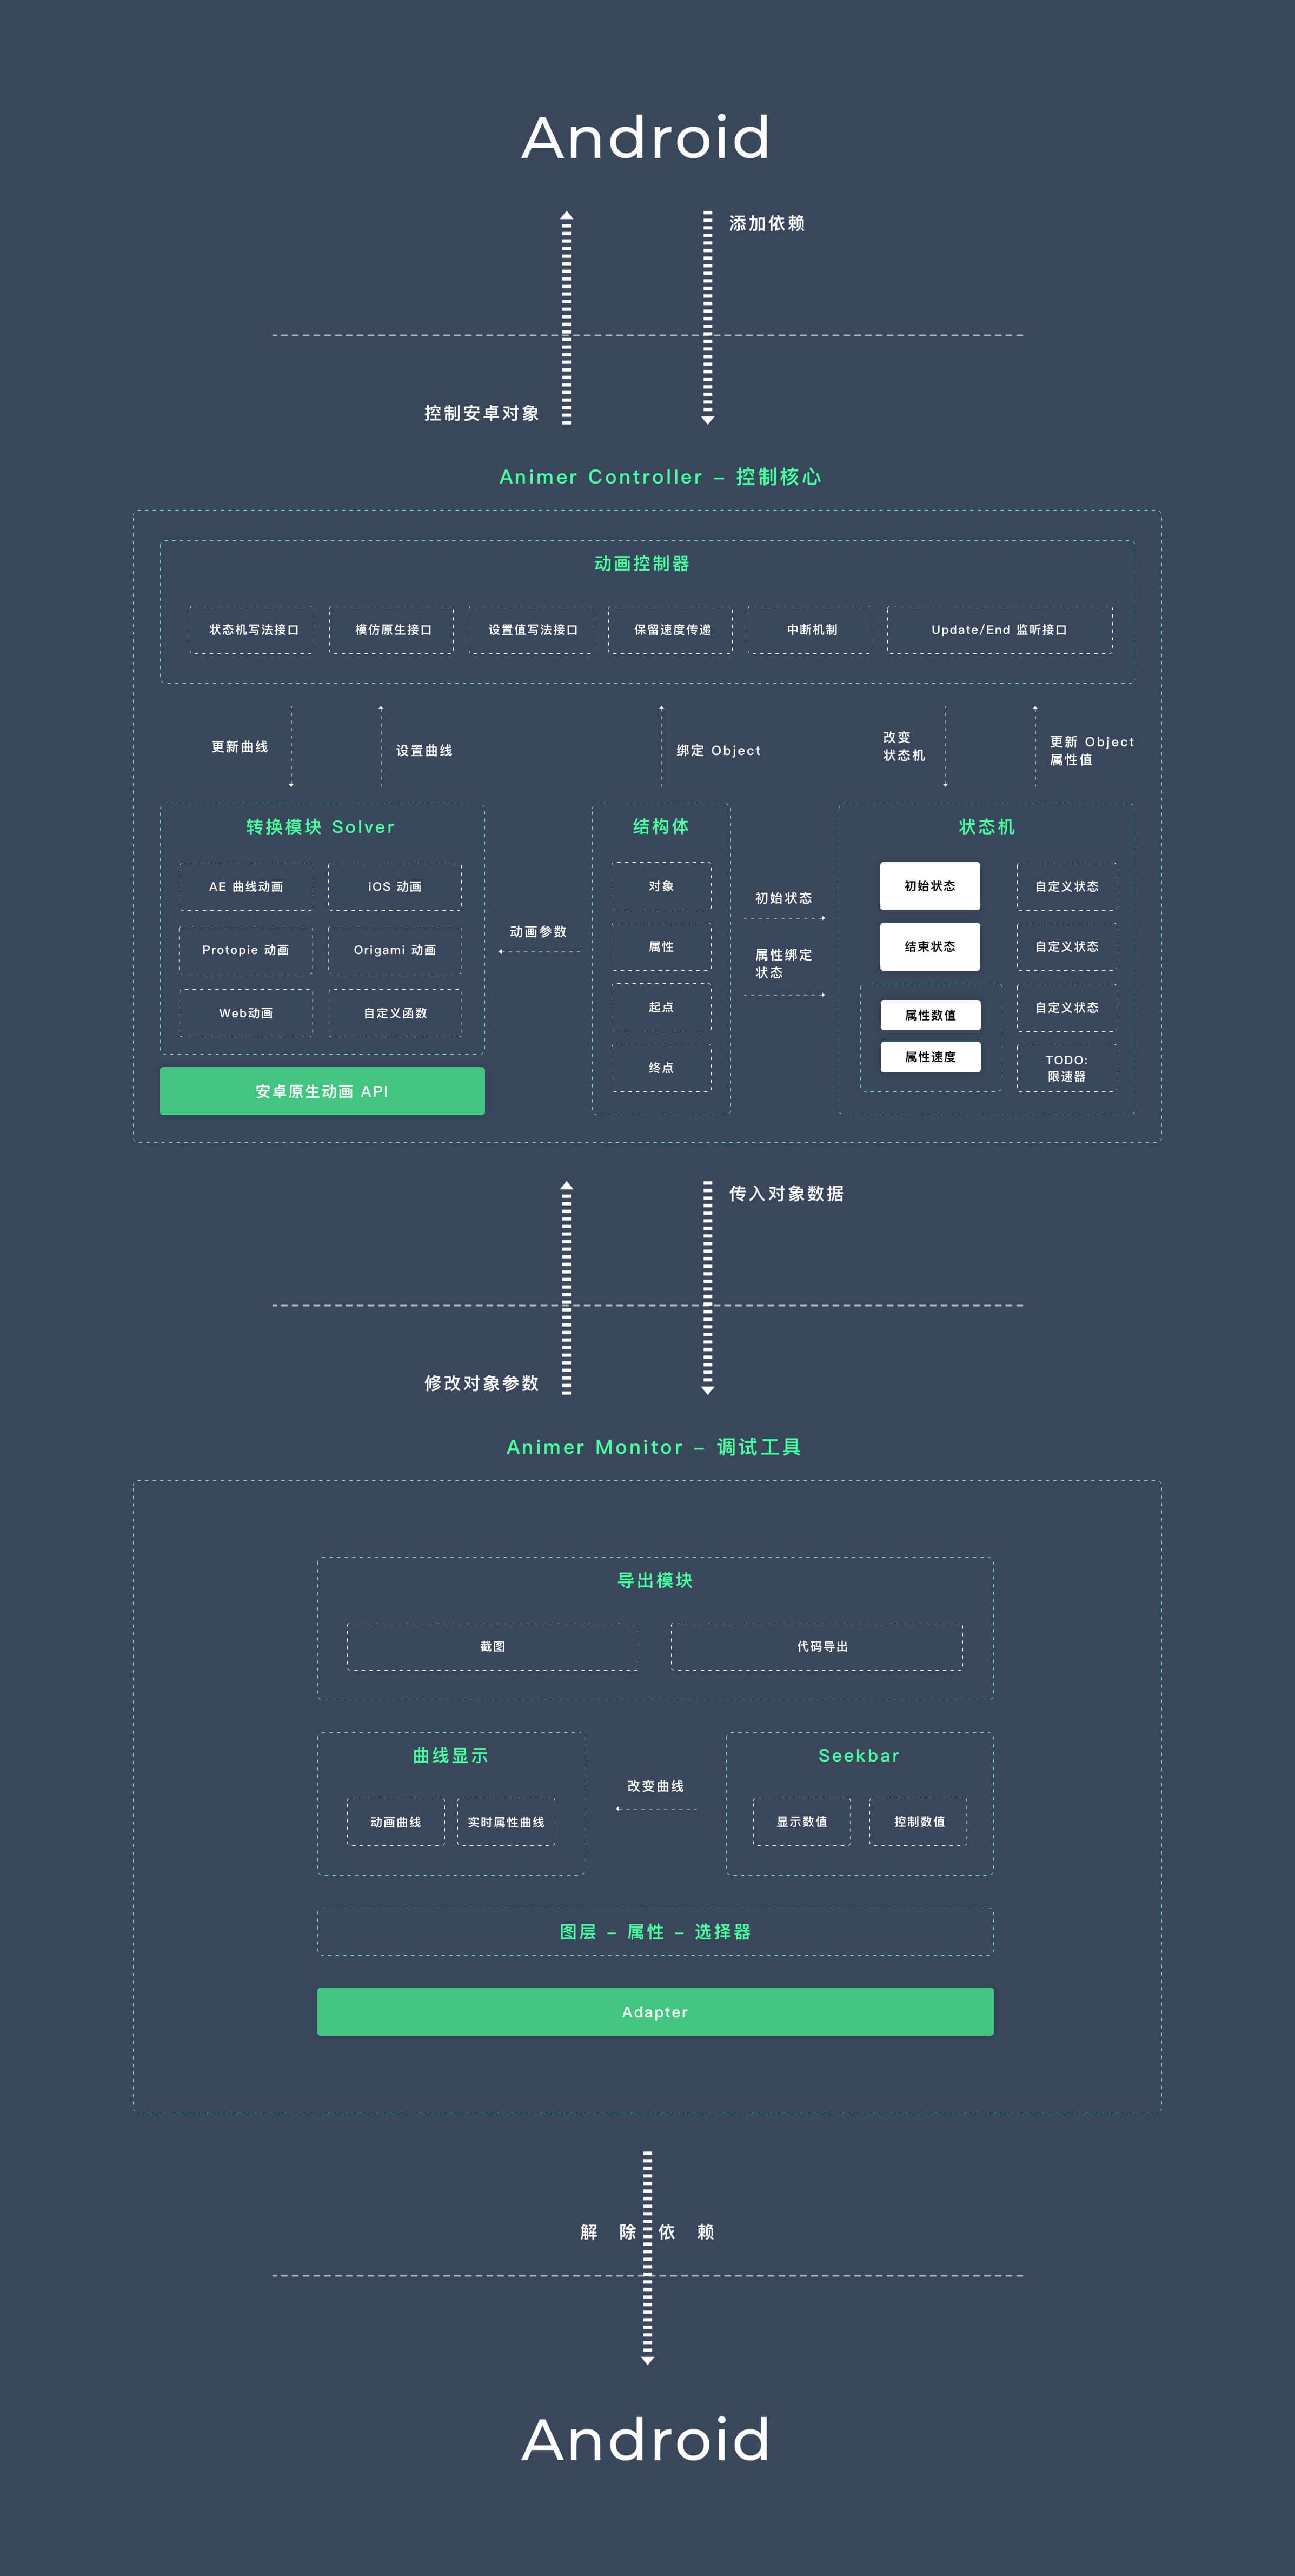 Android
添加依赖
控制安卓对象
Animer Controller – 控制核心
动画控制器
状态机写法接口
模仿原生接口
设置值写法接口
保留速度传递
中断机制
Update/End 监听接口
更新曲线
设置曲线
绑定 Object
改变
状态机
更新 Object
属性值
转换模块 Solver
AE 曲线动画
iOS 动画
Protopie 动画
Origami 动画
Web动画
自定义函数
安卓原生动画 API
动画参数
结构体
对象
属性
起点
终点
初始状态
属性绑定
状态
状态机
初始状态
自定义状态
结束状态
自定义状态
属性数值
自定义状态
属性速度
TODO:
限速器
传入对象数据
修改对象参数
Animer Monitor – 调试工具
导出模块
截图
代码导出
曲线显示
动画曲线
实时属性曲线
改变曲线
Seekbar
显示数值
控制数值
图层 – 属性 – 选择器
Adapter
解 除 依 赖
Android